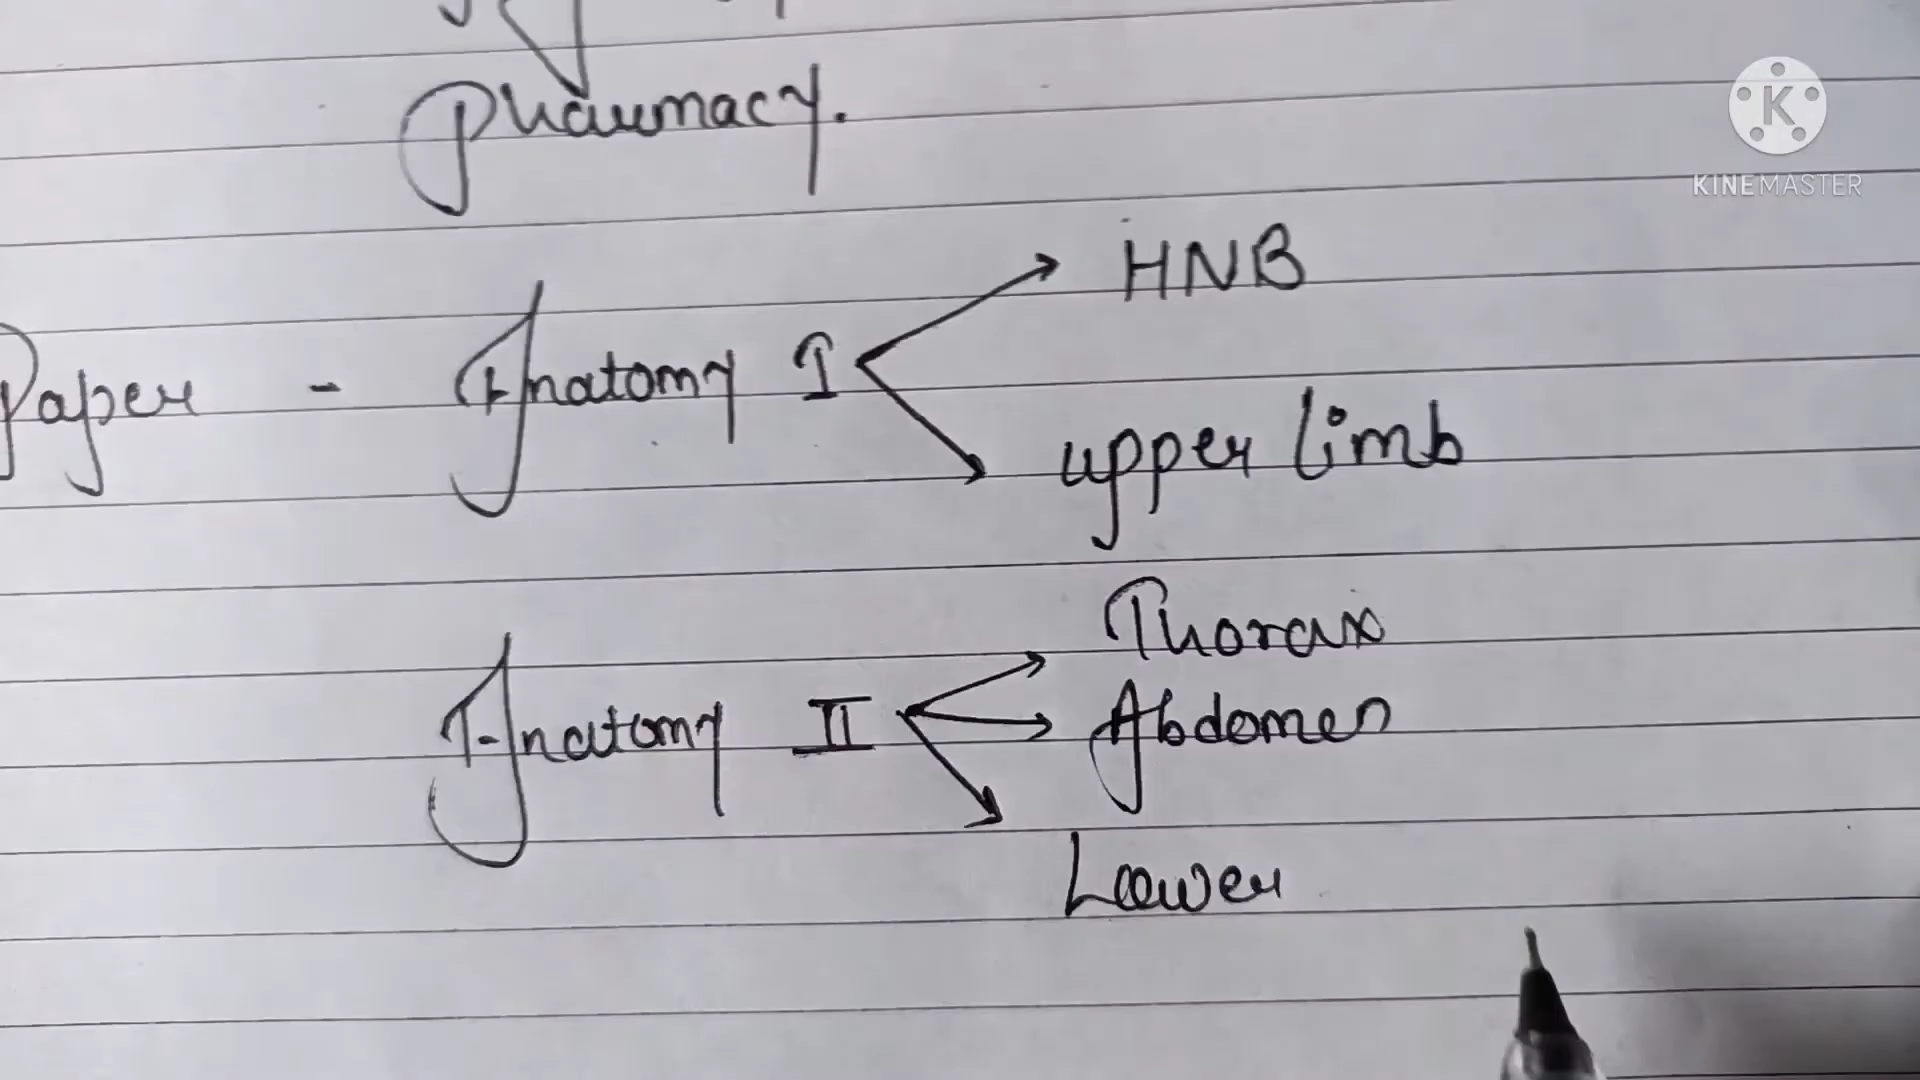 Pharmacy.
K
KINEMASTER
HNB
Paper - Anatomy I
upper limb
Thorax
Anatomy II
Abdomen
Lower